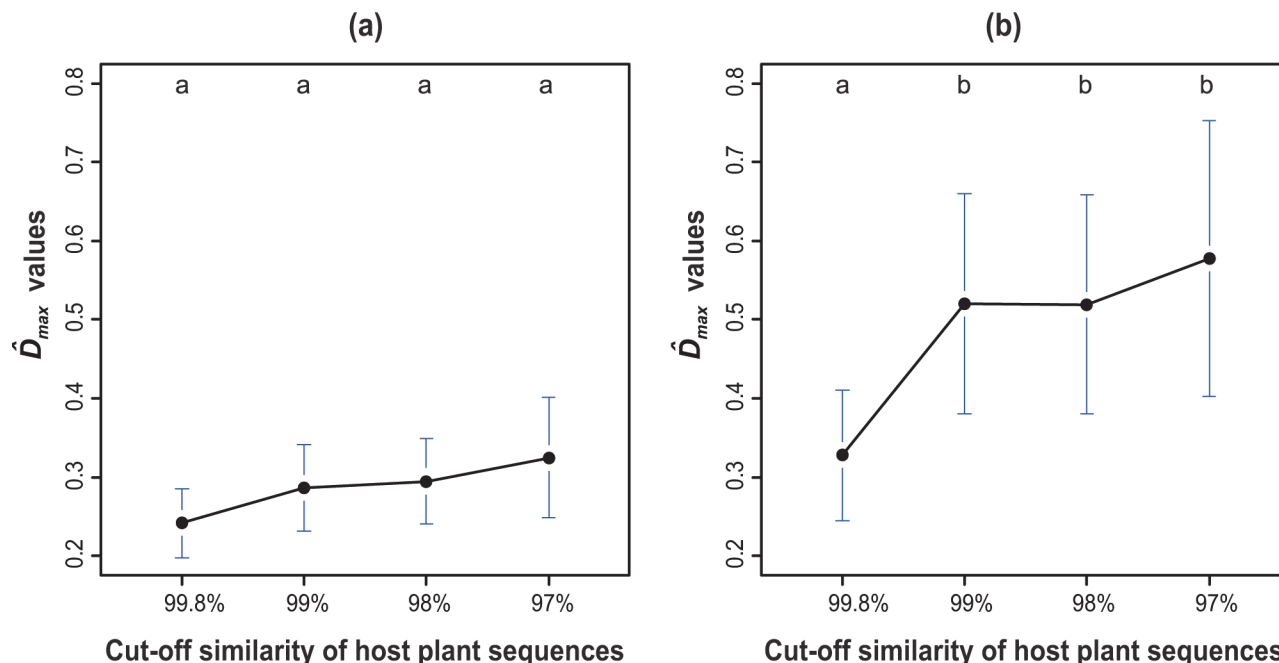 (a)
a a a a
0.8
0.7
0.6
0.5
0.4
0.3
0.2
D̂max values
99.8% 99% 98% 97%
Cut-off similarity of host plant sequences
(b)
a b b b
0.8
0.7
0.6
0.5
0.4
0.3
0.2
D̂max values
99.8% 99% 98% 97%
Cut-off similarity of host plant sequences